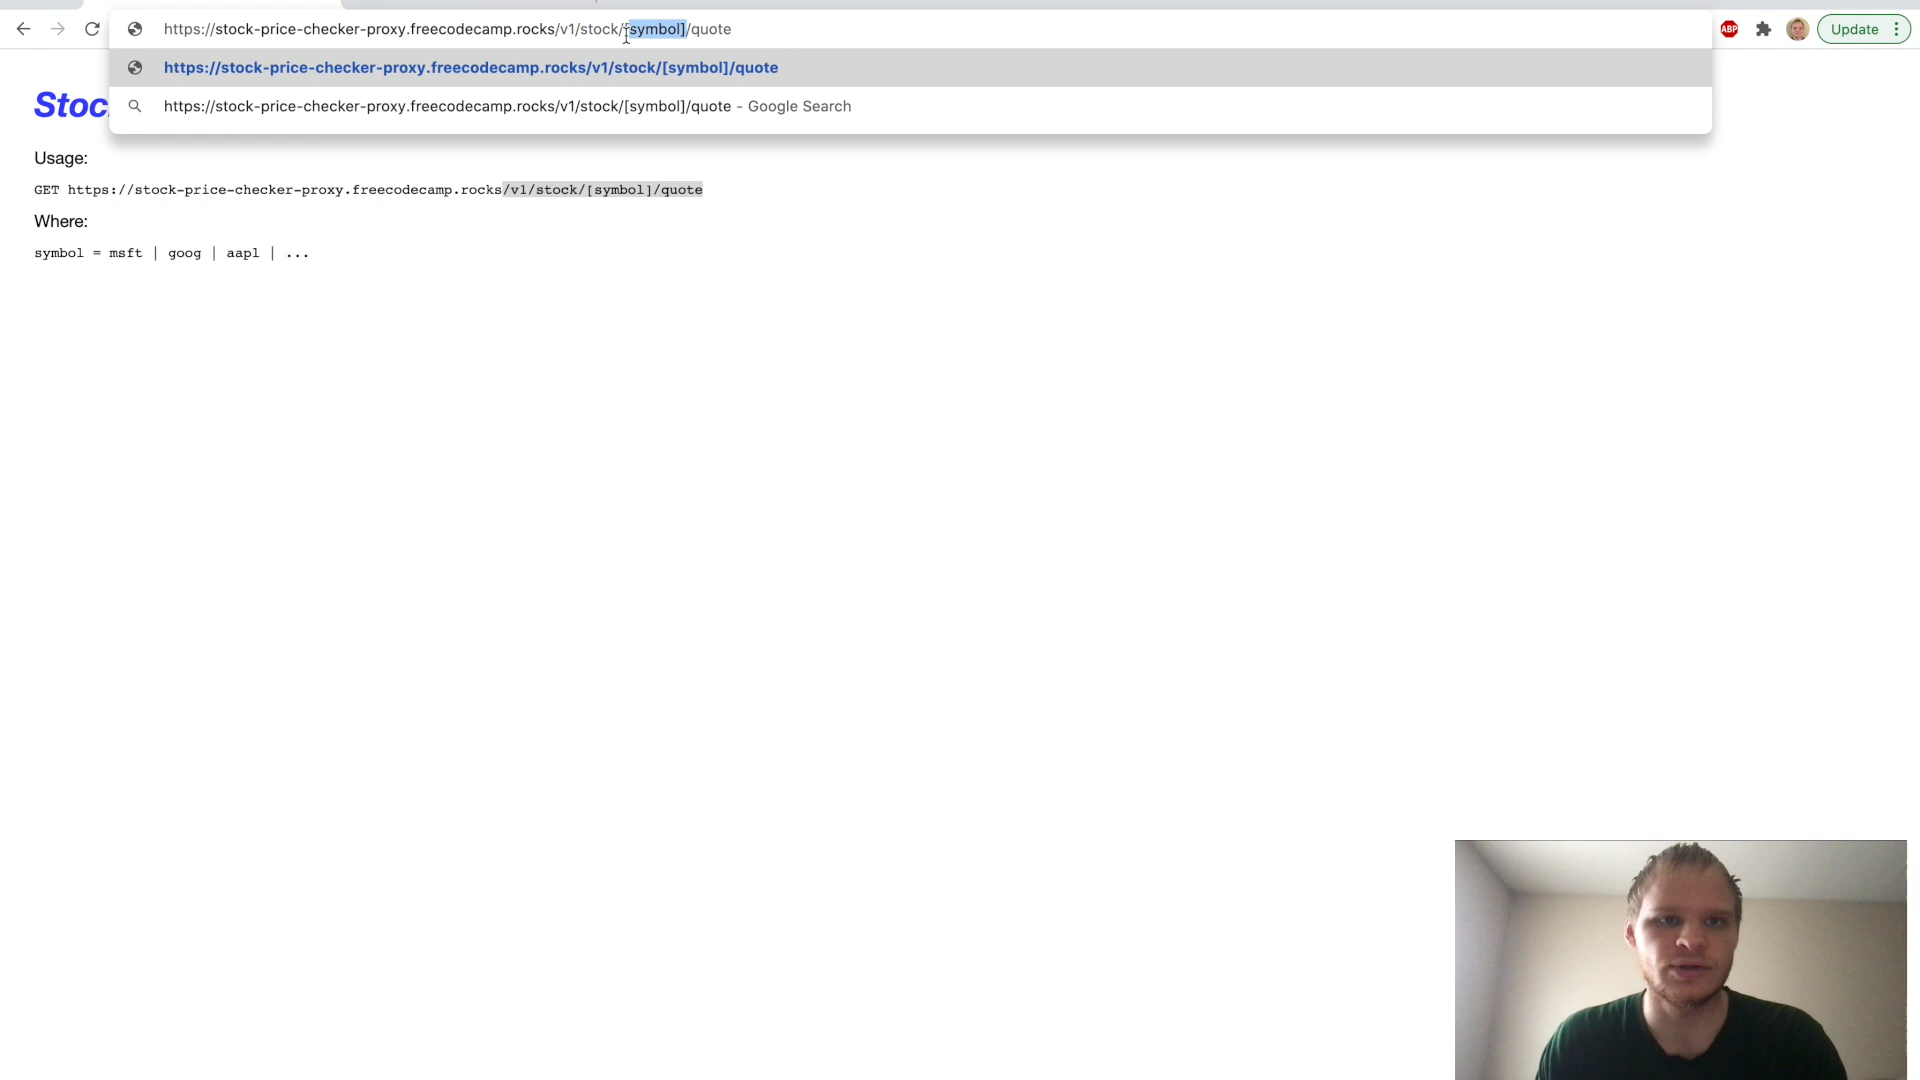 https://stock-price-checker-proxy.freecodecamp.rocks/v1/stock/[symbol]/quote
ABP
Update
https://stock-price-checker-proxy.freecodecamp.rocks/v1/stock/[symbol]/quote
https://stock-price-checker-proxy.freecodecamp.rocks/v1/stock/[symbol]/quote - Google Search
Stoc
Usage:
GET https://stock-price-checker-proxy.freecodecamp.rocks/v1/stock/[symbol]/quote
Where:
symbol = msft | goog | aapl | ...